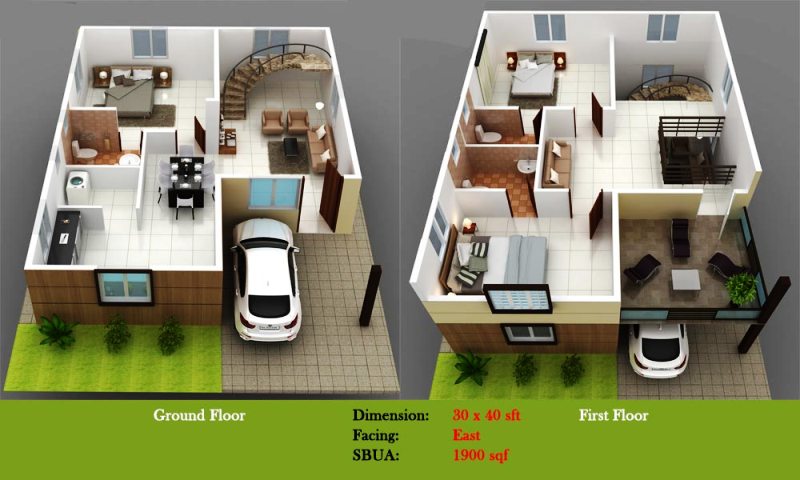 Ground Floor
Dimension: 30 x 40 sft
First Floor
Facing: East
SBUA: 1900 sqf